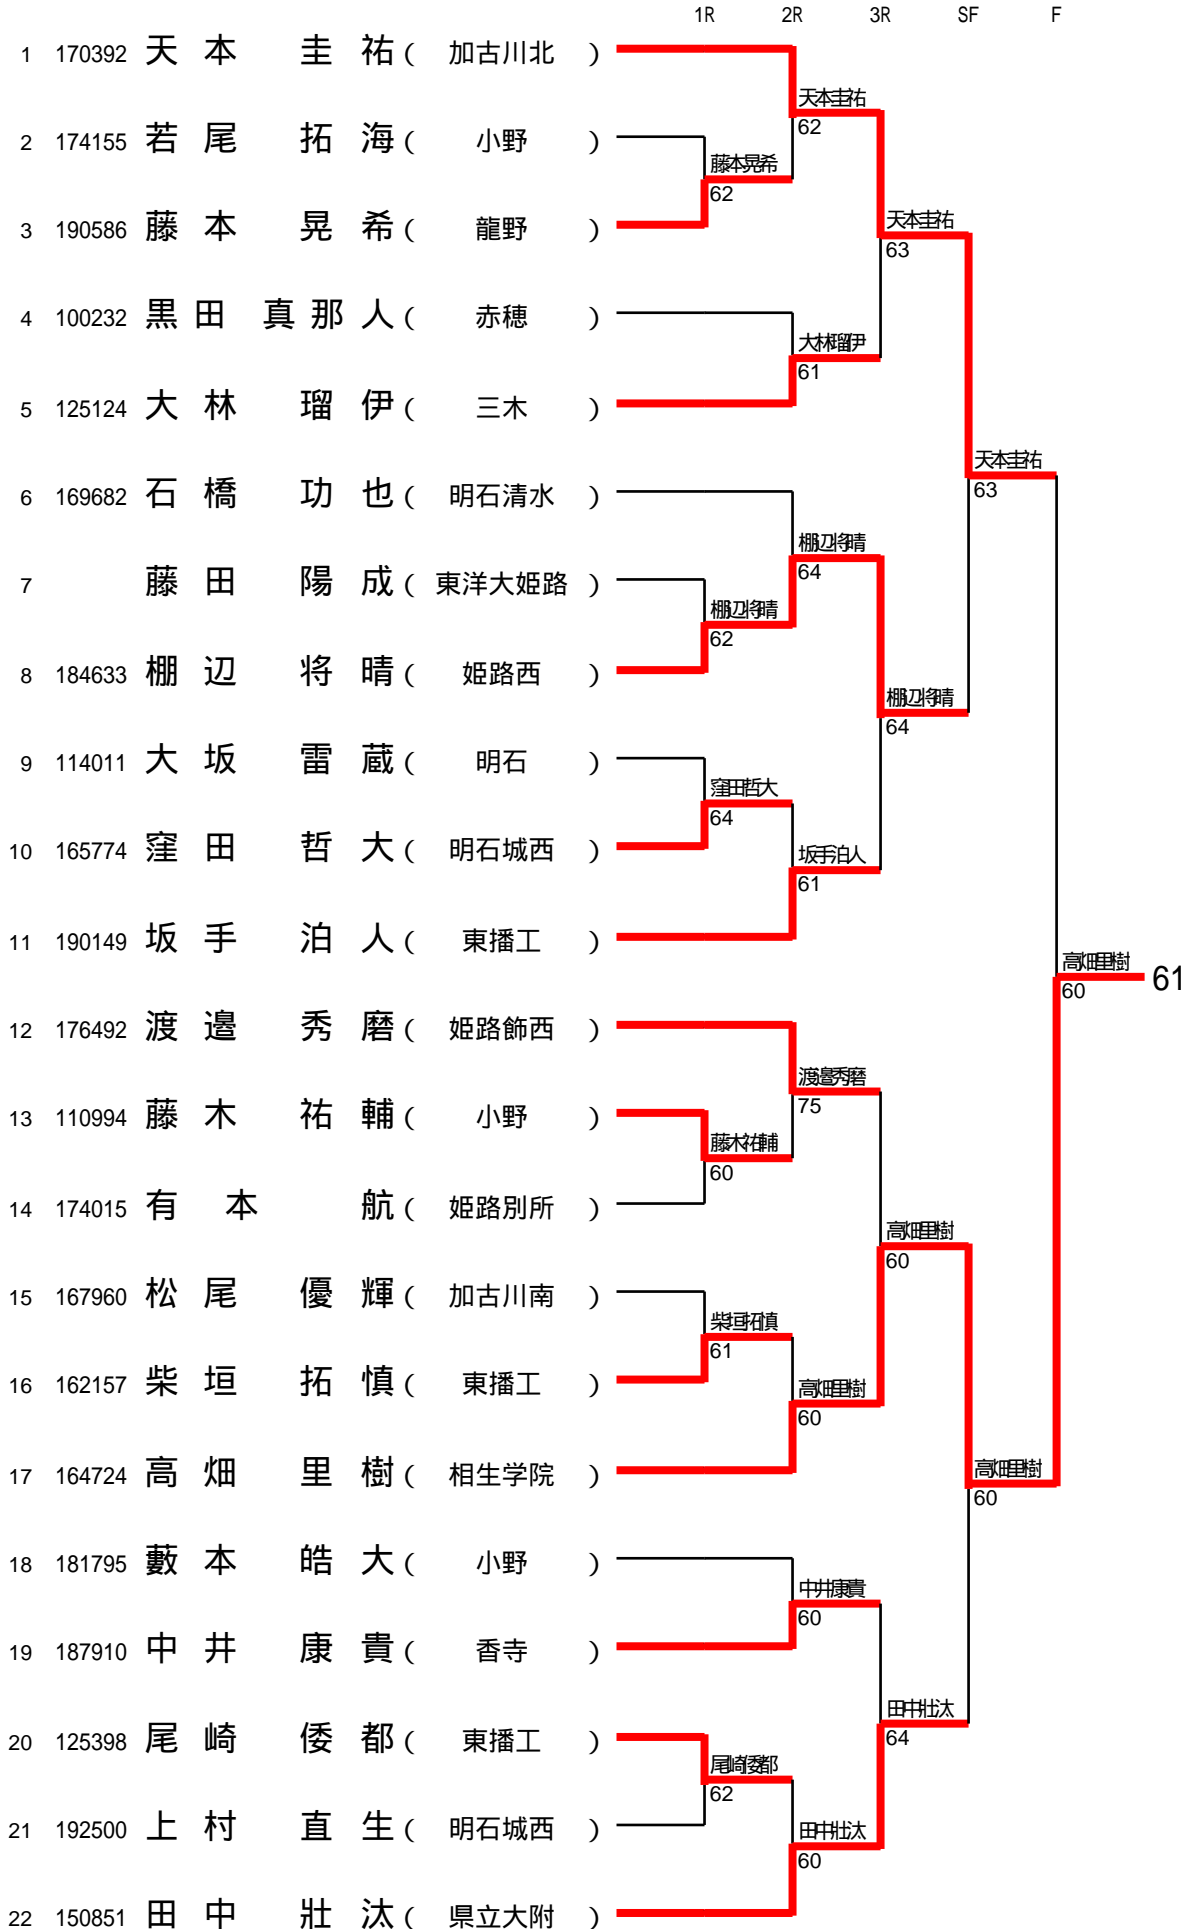 1R 2R 3R SF F
1 170392 天本 圭祐 ( 加古川北 )
天本圭祐
62
2 174155 若尾 拓海 ( 小野 )
藤本晃希
62
3 190586 藤本 晃希 ( 龍野 )
天本圭祐
63
4 100232 黒田 真那人 ( 赤穂 )
大林瑠伊
61
5 125124 大林 瑠伊 ( 三木 )
天本圭祐
63
6 169682 石橋 功也 ( 明石清水 )
棚辺将晴
64
7 藤田 陽成 ( 東洋大姫路 )
棚辺将晴
62
8 184633 棚辺 将晴 ( 姫路西 )
棚辺将晴
64
9 114011 大坂 雷蔵 ( 明石 )
窪田哲大
64
10 165774 窪田 哲大 ( 明石城西 )
坂手泊人
61
11 190149 坂手 泊人 ( 東播工 )
高畑里樹
60
61
12 176492 渡邉 秀磨 ( 姫路飾西 )
渡邉秀磨
75
13 110994 藤木 祐輔 ( 小野 )
藤木祐輔
60
14 174015 有本 航 ( 姫路別所 )
高畑里樹
60
15 167960 松尾 優輝 ( 加古川南 )
柴垣拓慎
61
16 162157 柴垣 拓慎 ( 東播工 )
高畑里樹
60
17 164724 高畑 里樹 ( 相生学院 )
高畑里樹
60
18 181795 藪本 皓大 ( 小野 )
中井康貴
60
19 187910 中井 康貴 ( 香寺 )
田中壯汰
64
20 125398 尾崎 倭都 ( 東播工 )
尾崎倭都
62
21 192500 上村 直生 ( 明石城西 )
田中壯汰
60
22 150851 田中 壯汰 ( 県立大附 )